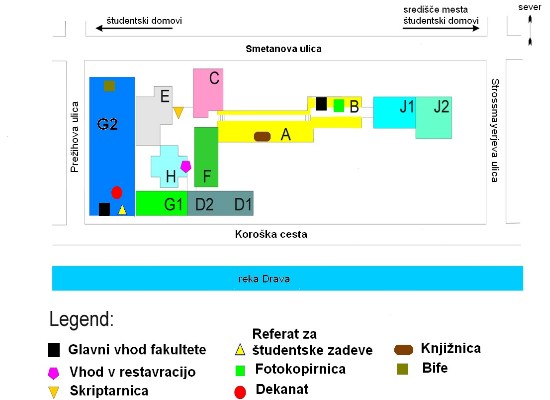 sever
študentski domovi
središče mesta
študentski domovi
Smetanova ulica
Prežihova ulica
Strossmayerjeva ulica
C
E
G2
B
J1
J2
A
H
F
G1
D2
D1
Koroška cesta
reka Drava
Legend:
Glavni vhod fakultete
Vhod v restavracijo
Skriptarnica
Referat za
študentske zadeve
Fotokopirnica
Dekanat
Knjižnica
Bife